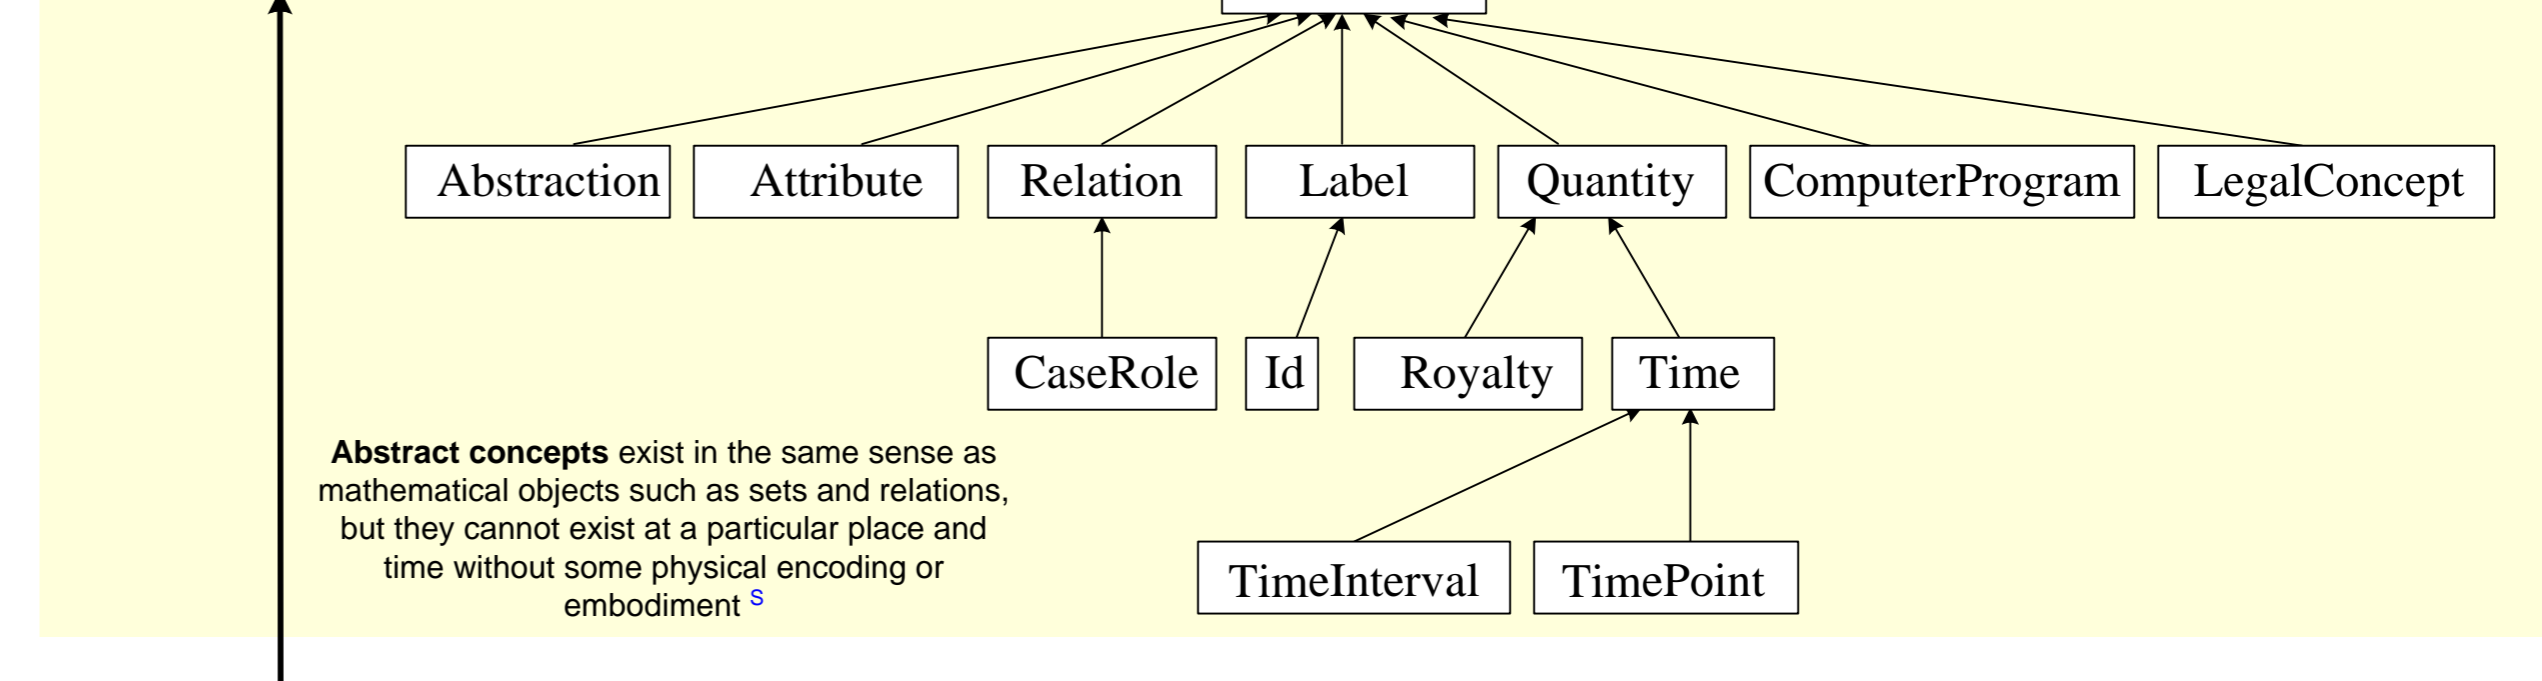 Abstraction
Attribute
Relation
Label
Quantity
ComputerProgram
LegalConcept
CaseRole
Id
Royalty
Time
Abstract concepts exist in the same sense as
mathematical objects such as sets and relations,
but they cannot exist at a particular place and
time without some physical encoding or
embodiment S
TimeInterval
TimePoint